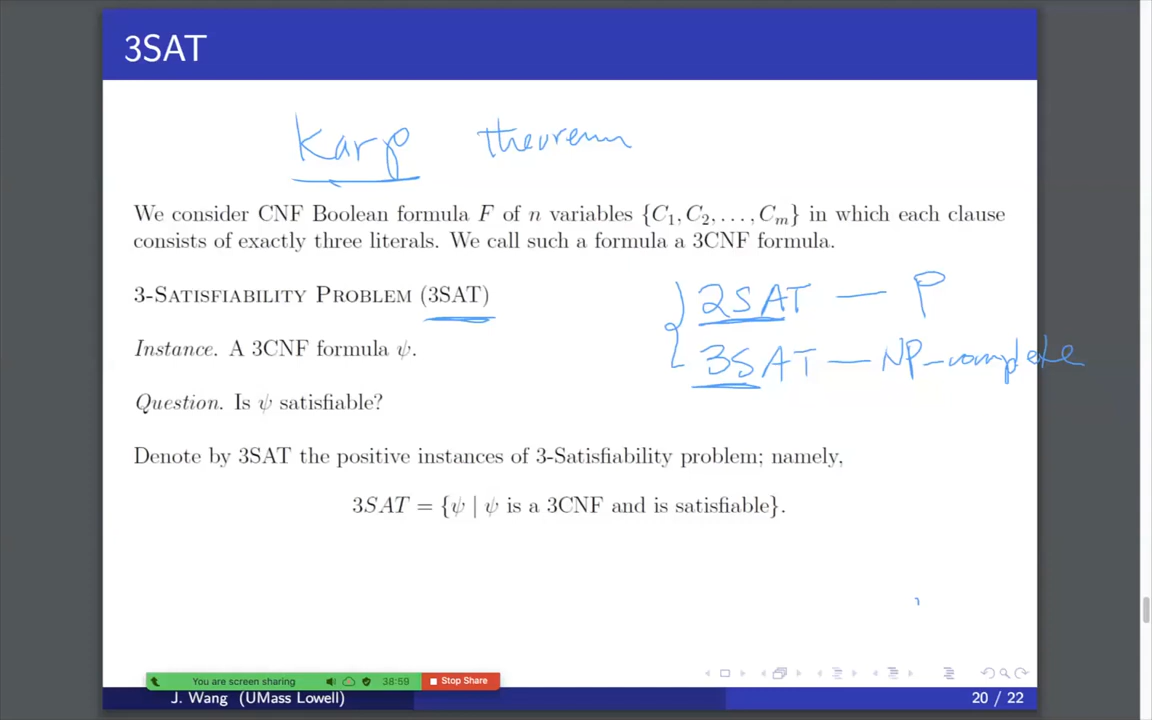 3SAT
Karp theorem
We consider CNF Boolean formula F of n variables {C₁, C₂, . . . , Cₘ} in which each clause
consists of exactly three literals. We call such a formula a 3CNF formula.
3-Satisfiability Problem (3SAT)
2SAT — P
Instance. A 3CNF formula ψ.
3SAT — NP-complete
Question. Is ψ satisfiable?
Denote by 3SAT the positive instances of 3-Satisfiability problem; namely,
3SAT = {ψ | ψ is a 3CNF and is satisfiable}.
You are screen sharing 38:59 Stop Share
J. Wang (UMass Lowell) 20 / 22